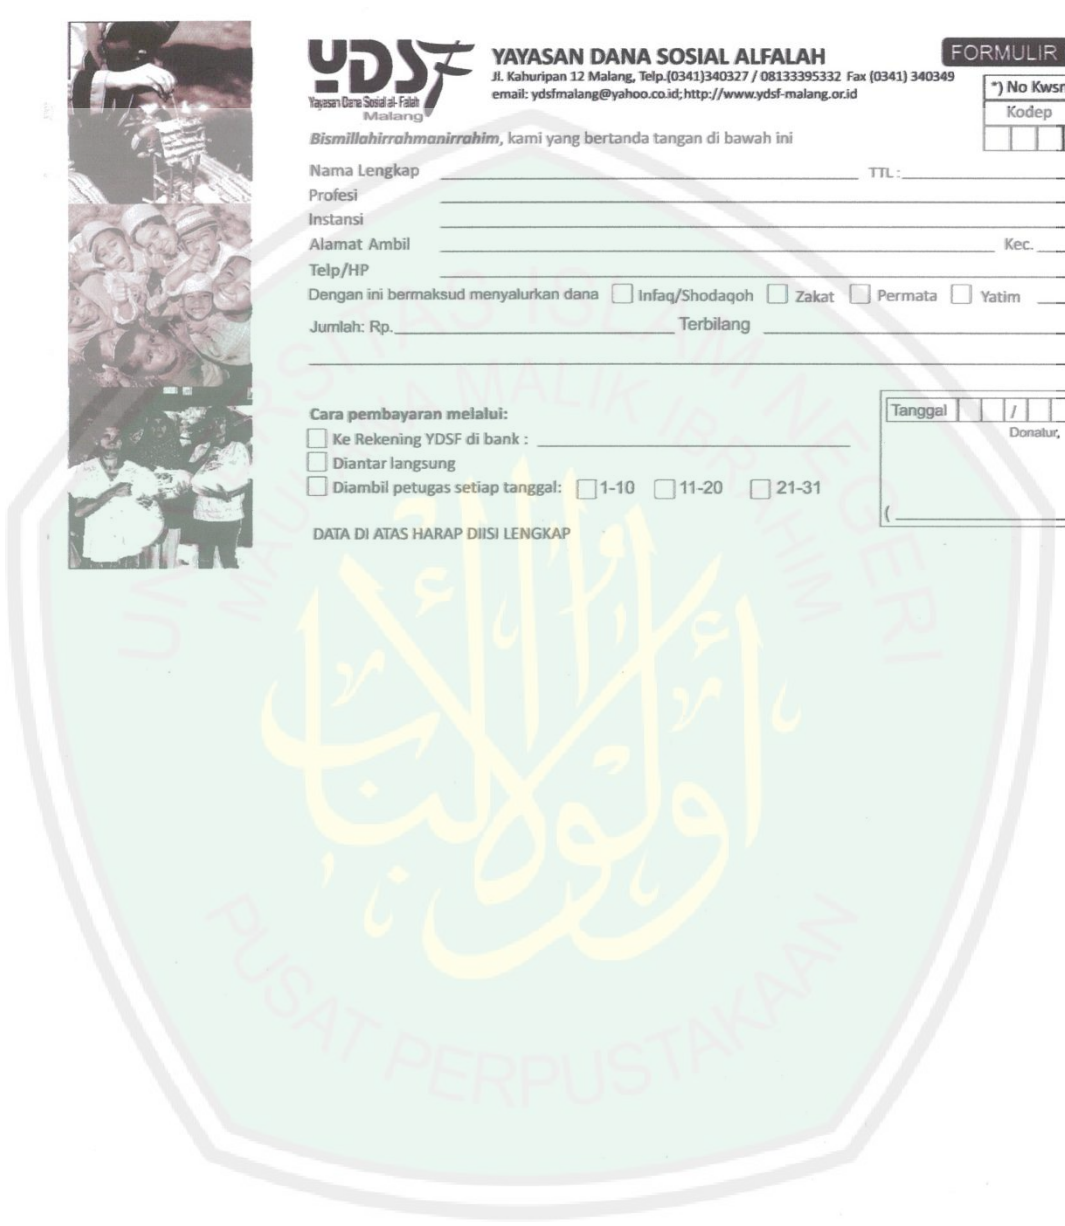 YDSF
Yayasan Dana Sosial al- Falah
Malang
YAYASAN DANA SOSIAL ALFALAH
Jl. Kahuripan 12 Malang, Telp.(0341)340327 / 08133395332 Fax (0341) 340349
email: ydsfmalang@yahoo.co.id;http://www.ydsf-malang.or.id
FORMULIR
*) No Kwsn
Kodep
Bismillahirrahmanirrahim, kami yang bertanda tangan di bawah ini
Nama Lengkap TTL :
Profesi
Instansi
Alamat Ambil Kec.
Telp/HP
Dengan ini bermaksud menyalurkan dana Infaq/Shodaqoh Zakat Permata Yatim
Jumlah: Rp. Terbilang
Cara pembayaran melalui:
Ke Rekening YDSF di bank :
Diantar langsung
Diambil petugas setiap tanggal: 1-10 11-20 21-31
Tanggal /
Donatur,
(
DATA DI ATAS HARAP DIISI LENGKAP
UNIVERSITAS ISLAM NEGERI
MAULANA MALIK IBRAHIM
أولوا الألباب
PUSAT PERPUSTAKAAN